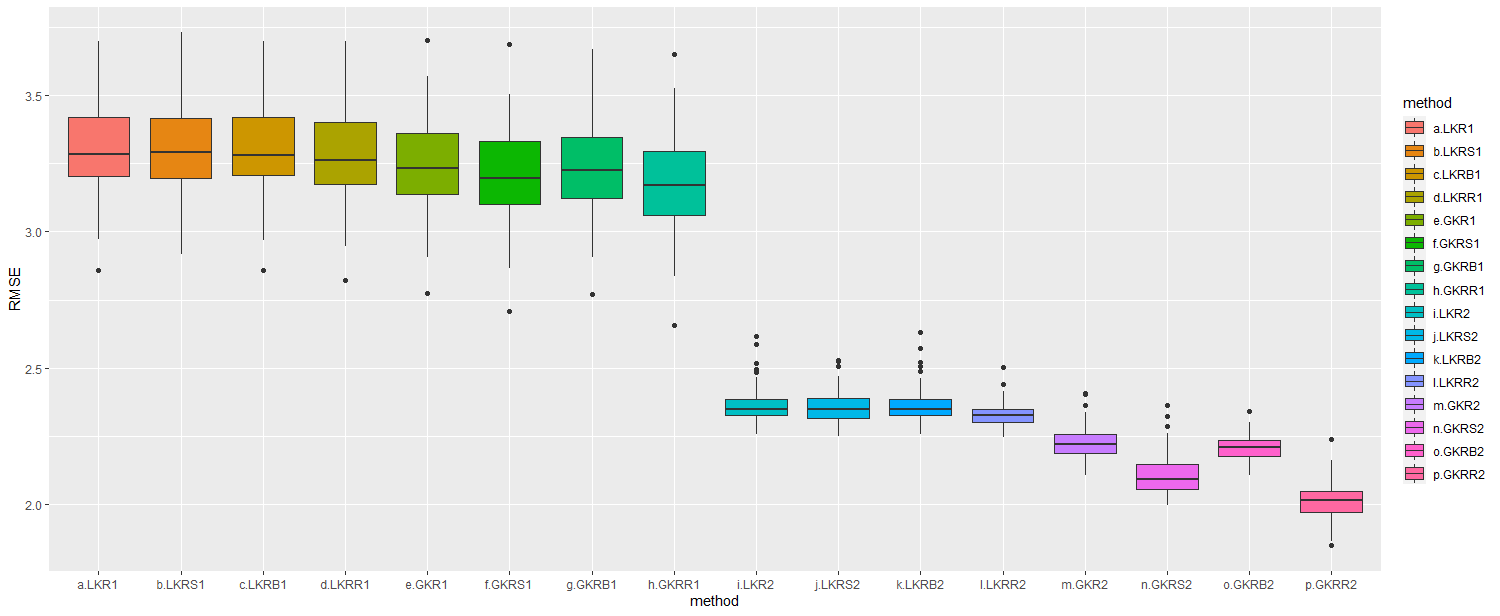 RMSE
3.5
3.0
2.5
2.0
a.LKR1 b.LKRS1 c.LKRB1 d.LKRR1 e.GKR1 f.GKRS1 g.GKRB1 h.GKRR1 i.LKR2 j.LKRS2 k.LKRB2 l.LKRR2 m.GKR2 n.GKRS2 o.GKRB2 p.GKRR2
method
method
a.LKR1
b.LKRS1
c.LKRB1
d.LKRR1
e.GKR1
f.GKRS1
g.GKRB1
h.GKRR1
i.LKR2
j.LKRS2
k.LKRB2
l.LKRR2
m.GKR2
n.GKRS2
o.GKRB2
p.GKRR2